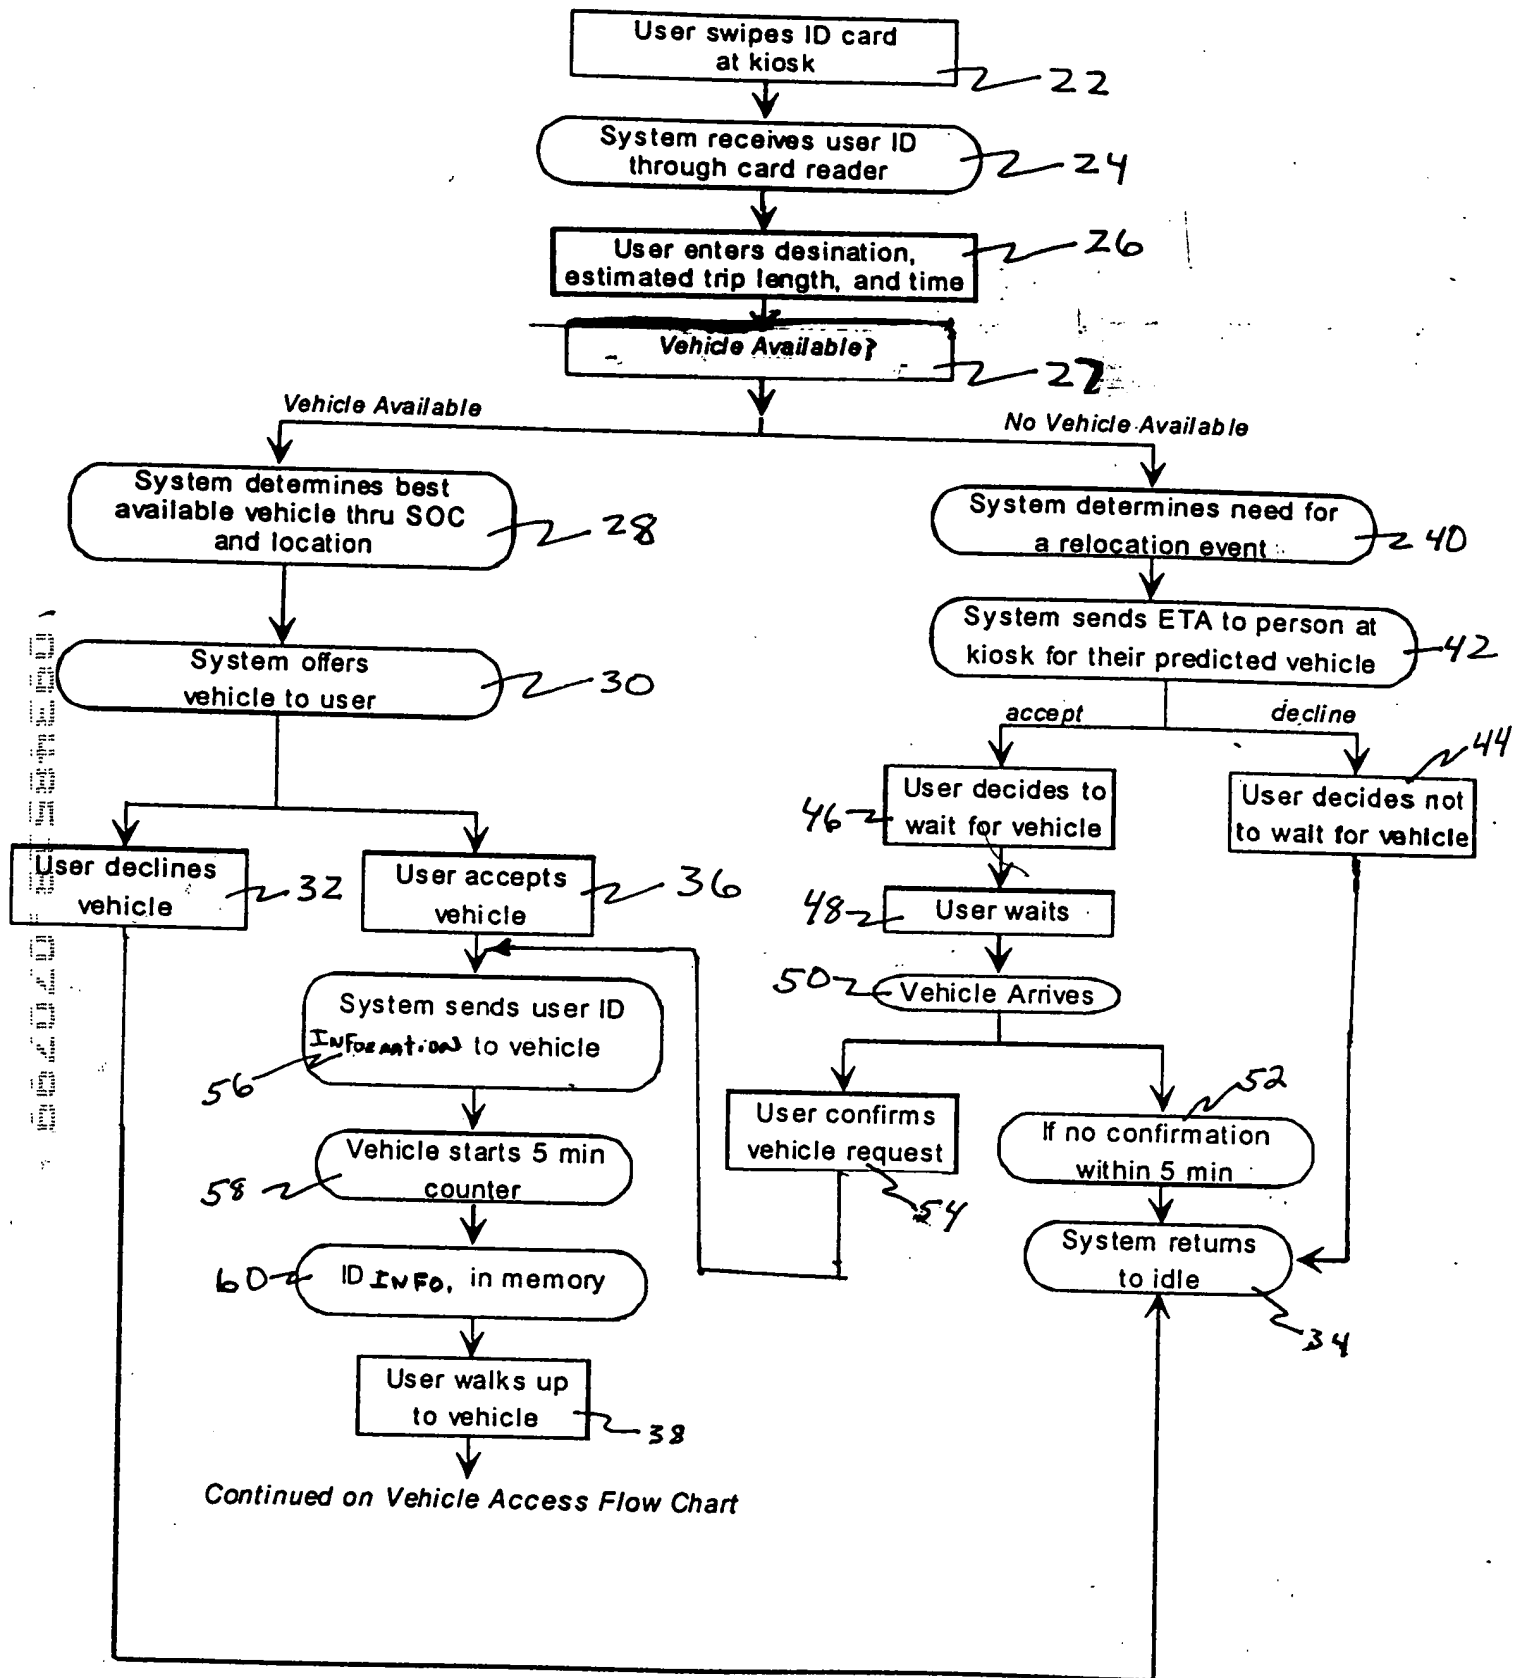 User swipes ID card
at kiosk
22
System receives user ID
through card reader
24
User enters desination,
estimated trip length, and time
26
Vehicle Available?
27
Vehicle Available
No Vehicle Available
System determines best
available vehicle thru SOC
and location
28
System determines need for
a relocation event
40
System offers
vehicle to user
30
System sends ETA to person at
kiosk for their predicted vehicle
42
accept
decline
44
User decides to
wait for vehicle
46
User decides not
to wait for vehicle
User declines
vehicle
32
User accepts
vehicle
36
48
User waits
50
Vehicle Arrives
System sends user ID
INFORMATION to vehicle
56
52
User confirms
vehicle request
54
If no confirmation
within 5 min
Vehicle starts 5 min
counter
58
System returns
to idle
34
60
ID INFO. in memory
User walks up
to vehicle
38
Continued on Vehicle Access Flow Chart